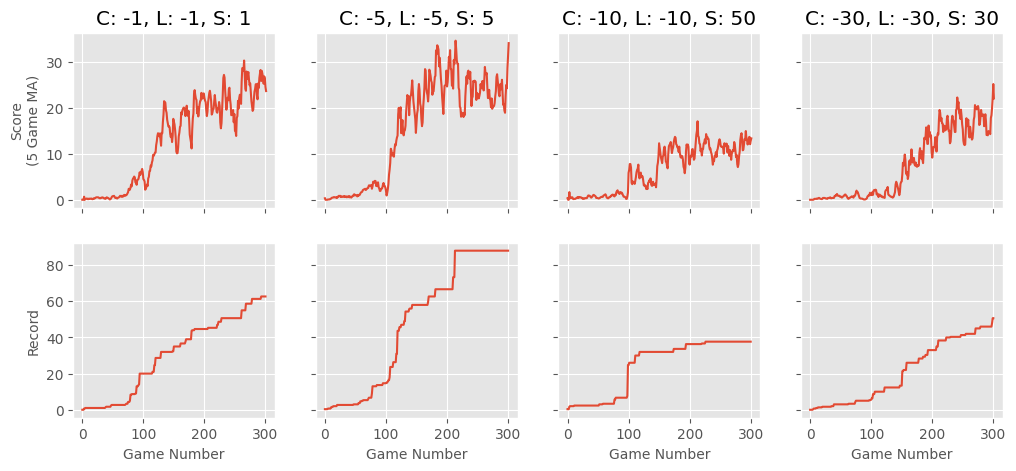 C: -1, L: -1, S: 1
C: -5, L: -5, S: 5
C: -10, L: -10, S: 50
C: -30, L: -30, S: 30
Score
(5 Game MA)
30
20
10
0
Record
80
60
40
20
0
0 100 200 300
0 100 200 300
0 100 200 300
0 100 200 300
Game Number
Game Number
Game Number
Game Number